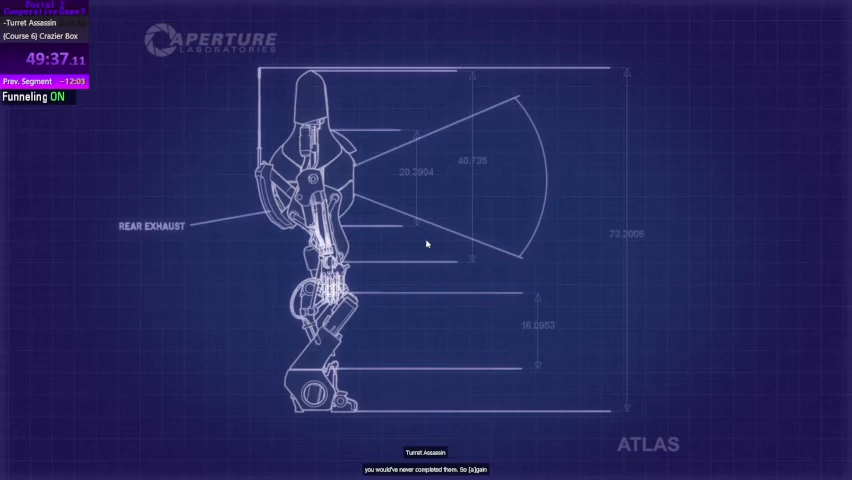 Portal 2
Cooperative Game S
-Turret Assassin
{Course 6} Crazier Box
49:37.11
Prev. Segment −12:03
Funneling ON
APERTURE
LABORATORIES
40.735
20.3904
REAR EXHAUST
73.2006
16.0953
ATLAS
Turret Assassin
you would've never completed them. So [a]gain